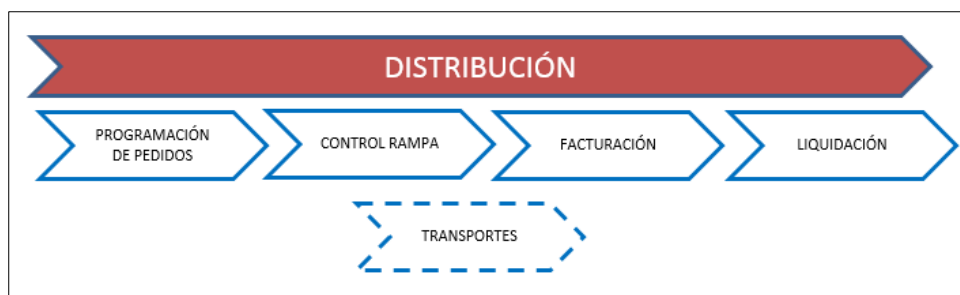 DISTRIBUCIÓN
PROGRAMACIÓN
DE PEDIDOS
CONTROL RAMPA
FACTURACIÓN
LIQUIDACIÓN
TRANSPORTES